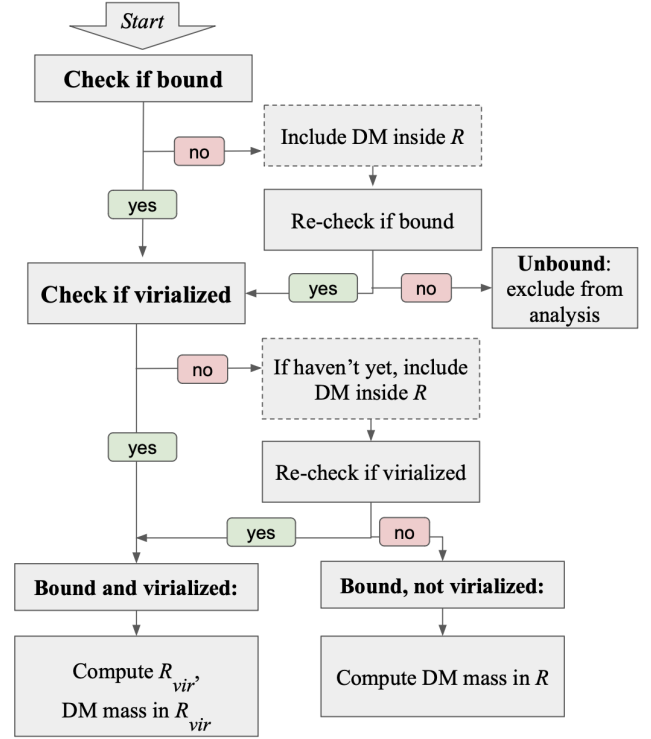 Start
Check if bound
no
Include DM inside R
yes
Re-check if bound
Check if virialized
yes
no
Unbound:
exclude from
analysis
no
If haven’t yet, include
DM inside R
yes
Re-check if virialized
yes
no
Bound and virialized:
Bound, not virialized:
Compute R vir,
DM mass in R vir
Compute DM mass in R